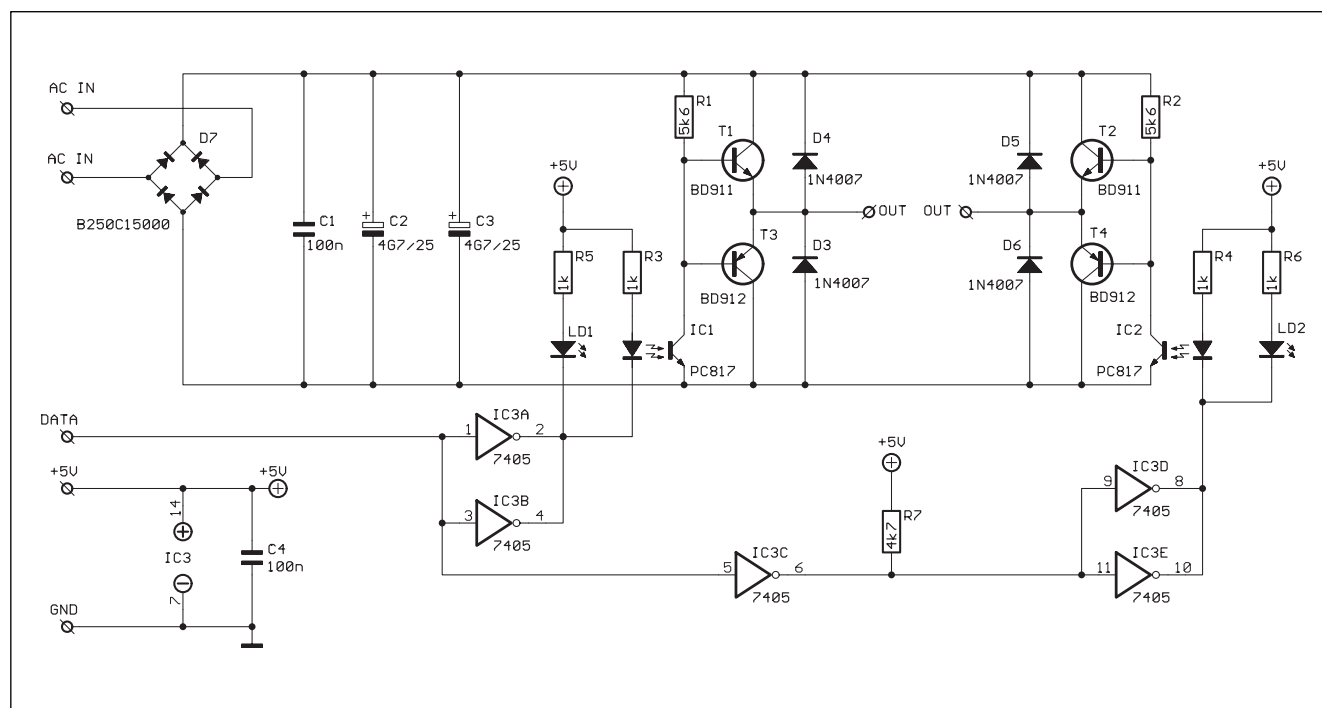 AC IN
AC IN
D7
B250C15000
C1
100n
+
C2
4G7/25
+
C3
4G7/25
+5V
R5
1k
R3
1k
LD1
R1
5k6
T1
BD911
D4
1N4007
OUT
T3
BD912
D3
1N4007
IC1
PC817
OUT
D5
1N4007
D6
1N4007
T2
BD911
R2
5k6
T4
BD912
IC2
PC817
+5V
R4
1k
R6
1k
LD2
DATA
1
IC3A
2
7405
3
IC3B
4
7405
5
IC3C
6
7405
+5V
R7
4k7
9
IC3D
8
7405
11
IC3E
10
7405
+5V
+5V
14
IC3
7
C4
100n
GND